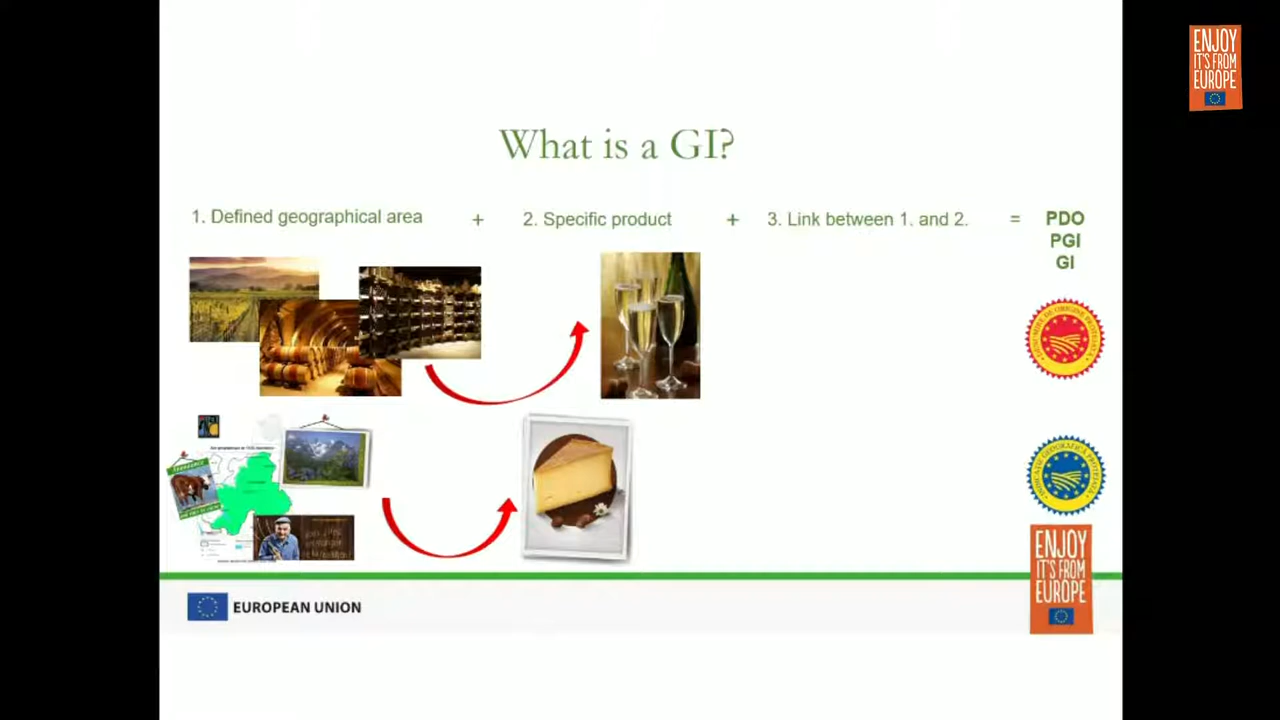 ENJOY
IT'S FROM
EUROPE
What is a GI?
1. Defined geographical area + 2. Specific product + 3. Link between 1. and 2. = PDO
PGI
GI
EUROPEAN UNION
ENJOY
IT'S FROM
EUROPE